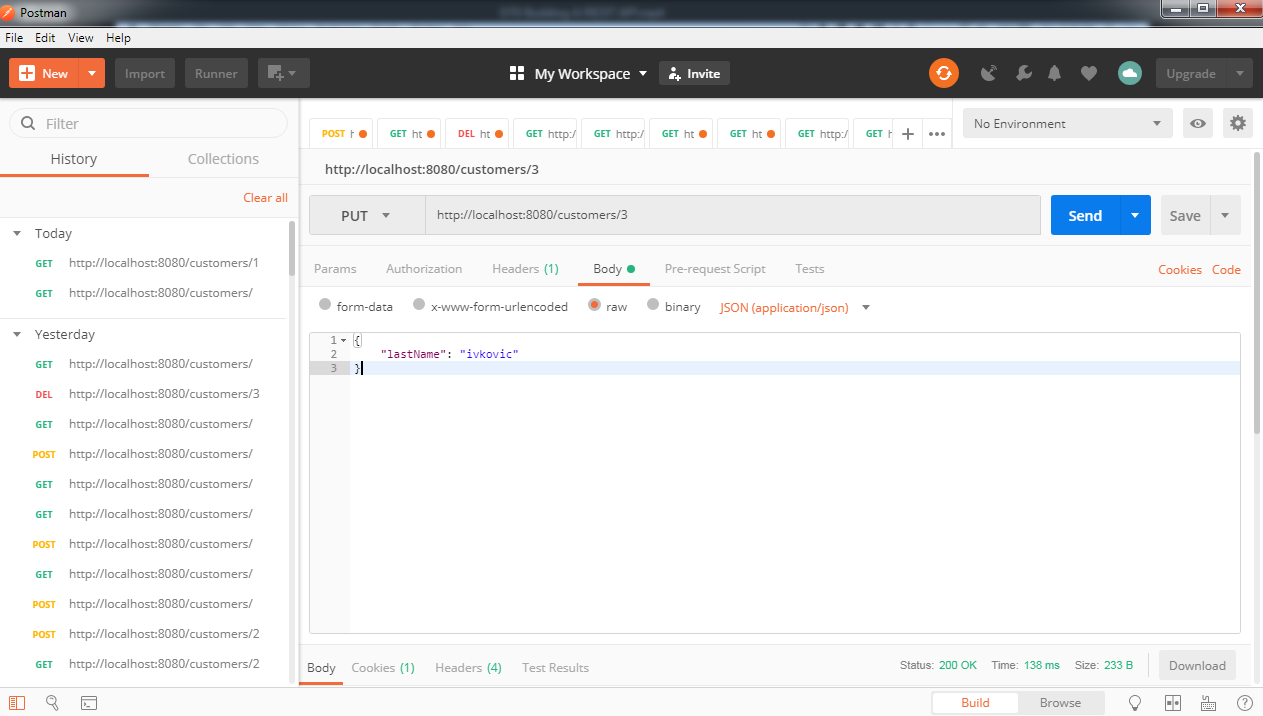 Postman
File Edit View Help
New Import Runner My Workspace Invite Upgrade
Filter
History Collections
Clear all
Today
GET http://localhost:8080/customers/1
GET http://localhost:8080/customers/
Yesterday
GET http://localhost:8080/customers/
DEL http://localhost:8080/customers/3
GET http://localhost:8080/customers/
POST http://localhost:8080/customers/
GET http://localhost:8080/customers/
GET http://localhost:8080/customers/
POST http://localhost:8080/customers/
GET http://localhost:8080/customers/
POST http://localhost:8080/customers/
POST http://localhost:8080/customers/2
GET http://localhost:8080/customers/2
POST h GET ht DEL ht GET http:/ GET http:/ GET ht GET ht GET http:/ GET h + ••• No Environment
http://localhost:8080/customers/3
PUT http://localhost:8080/customers/3 Send Save
Params Authorization Headers (1) Body Pre-request Script Tests Cookies Code
form-data x-www-form-urlencoded raw binary JSON (application/json)
1 {
2 "lastName": "ivkovic"
3 }
Body Cookies (1) Headers (4) Test Results Status: 200 OK Time: 138 ms Size: 233 B Download
Build Browse